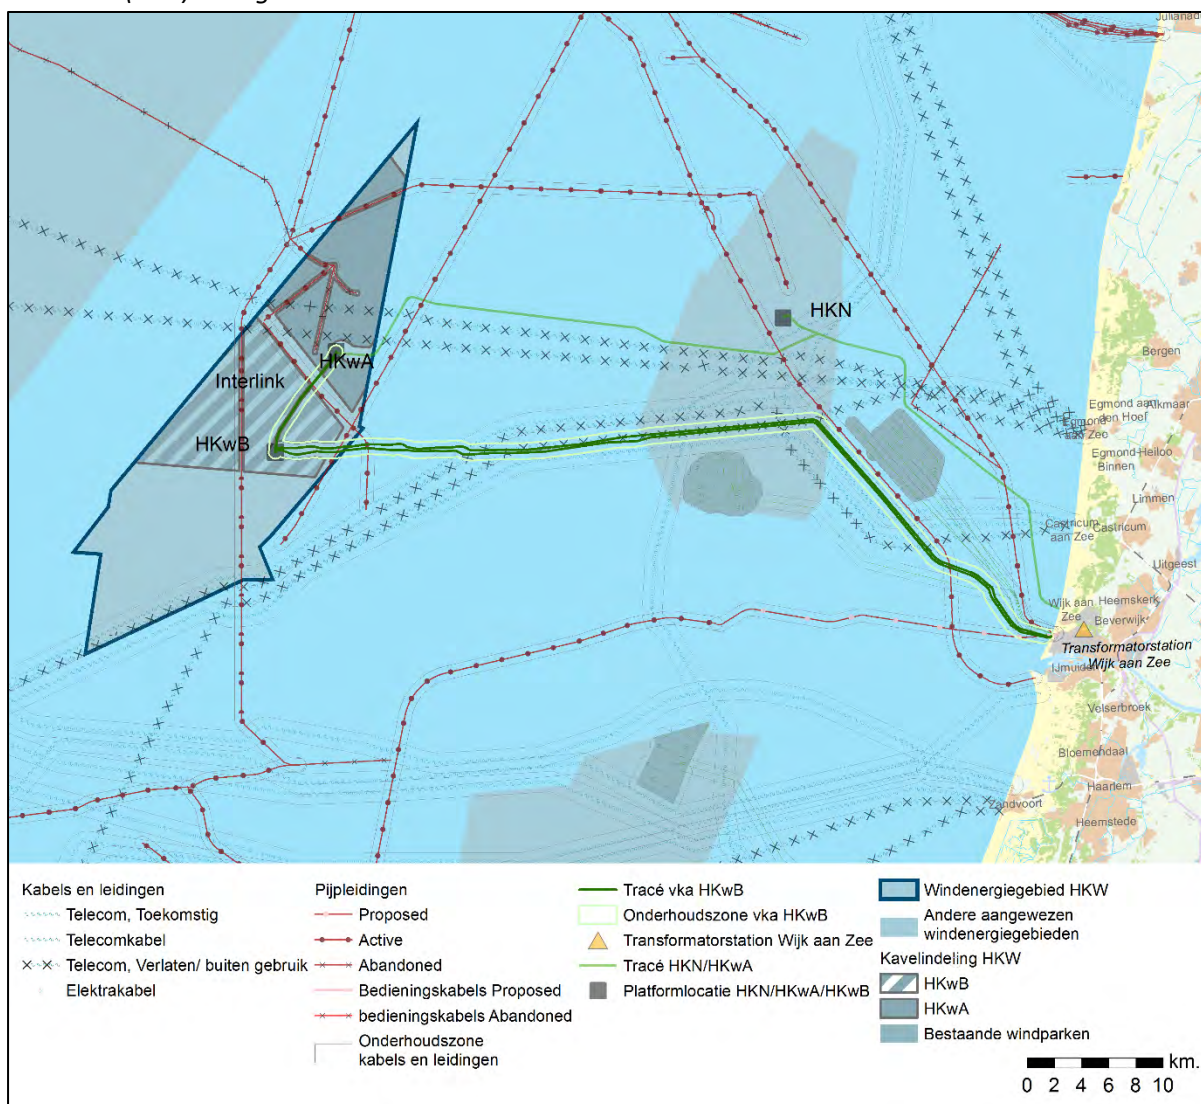 Julianad
HKN
Bergen
HKwA
Interlink
Egmond aan
den Hoef
Alkmaar
Egmond
aan Zee
HKwB
Egmond-Heiloo
Binnen
Limmen
Castricum
aan Zee
Castricum
Uitgeest
Wijk aan
Zee
Heemskerk
Beverwijk
Transformatorstation
Wijk aan Zee
IJmuiden
Velserbroek
Bloemendaal
Haarlem
Zandvoort
Heemstede
Kabels en leidingen
Telecom, Toekomstig
Telecomkabel
Telecom, Verlaten/ buiten gebruik
Elektrakabel
Pijpleidingen
Proposed
Active
Abandoned
Bedieningskabels Proposed
bedieningskabels Abandoned
Onderhoudszone
kabels en leidingen
Tracé vka HKwB
Onderhoudszone vka HKwB
Transformatorstation Wijk aan Zee
Tracé HKN/HKwA
Platformlocatie HKN/HKwA/HKwB
Windenergiegebied HKW
Andere aangewezen
windenergiegebieden
Kavelindeling HKW
HKwB
HKwA
Bestaande windparken
km.
0 2 4 6 8 10